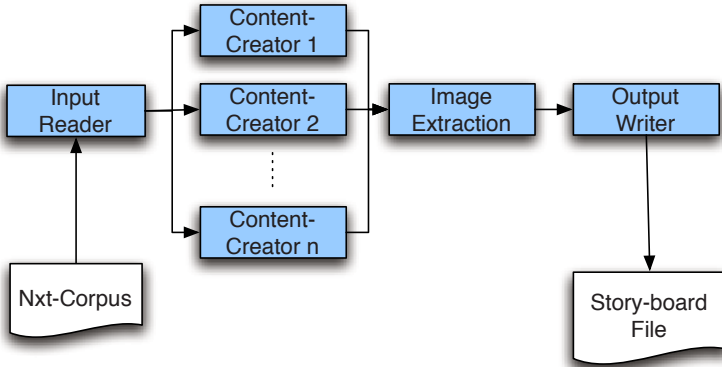 Content-
Creator 1
Input
Reader
Content-
Creator 2
Image
Extraction
Output
Writer
Content-
Creator n
Nxt-Corpus
Story-board
File